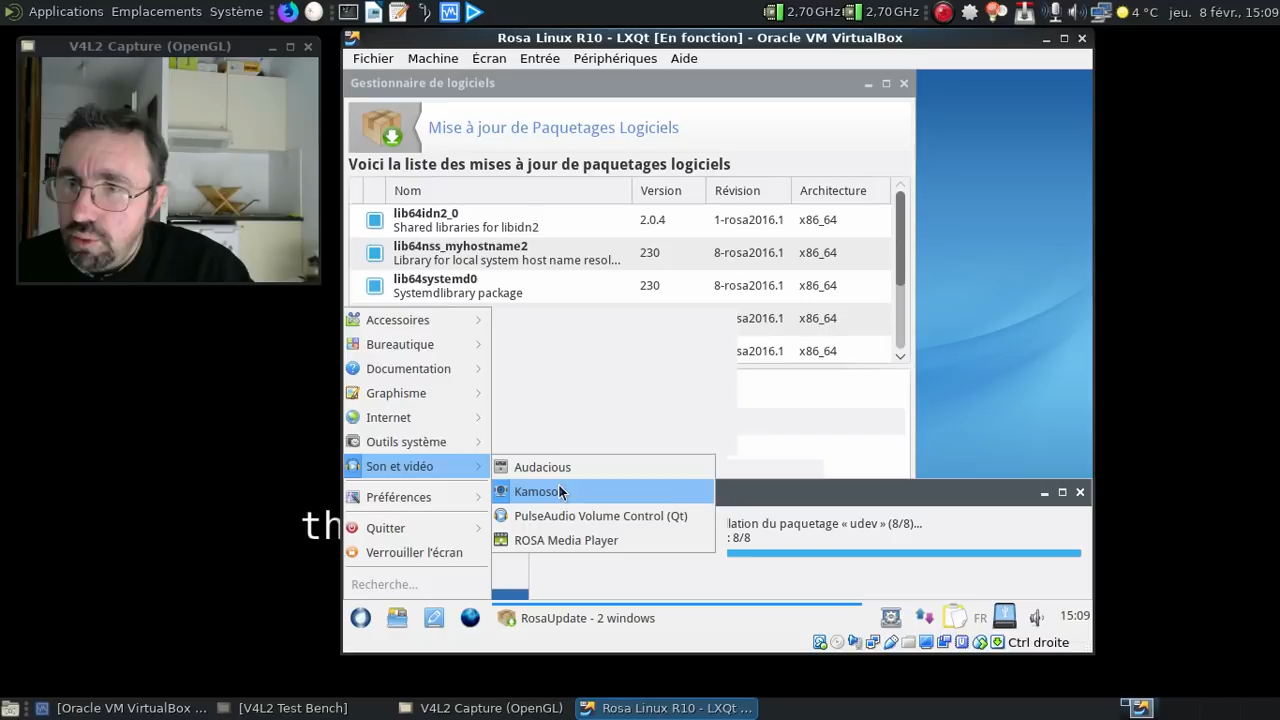 Applications Emplacements Système
2,70 GHz 2,70 GHz
4 °C jeu. 8 févr., 15:09
V4L2 Capture (OpenGL)
Rosa Linux R10 - LXQt [En fonction] - Oracle VM VirtualBox
Fichier Machine Écran Entrée Périphériques Aide
Gestionnaire de logiciels
Mise à jour de Paquetages Logiciels
Voici la liste des mises à jour de paquetages logiciels
Nom Version Révision Architecture
lib64idn2_0
Shared libraries for libidn2
2.0.4 1-rosa2016.1 x86_64
lib64nss_myhostname2
Library for local system host name resol...
230 8-rosa2016.1 x86_64
lib64systemd0
Systemdlibrary package
230 8-rosa2016.1 x86_64
sa2016.1 x86_64
sa2016.1 x86_64
Accessoires
Bureautique
Documentation
Graphisme
Internet
Outils système
Son et vidéo
Préférences
Quitter
Verrouiller l'écran
Recherche...
Audacious
Kamoso
PulseAudio Volume Control (Qt)
ROSA Media Player
lation du paquetage « udev » (8/8)...
: 8/8
th
RosaUpdate - 2 windows
FR
15:09
Ctrl droite
[Oracle VM VirtualBox ...
[V4L2 Test Bench]
V4L2 Capture (OpenGL)
Rosa Linux R10 - LXQt ...